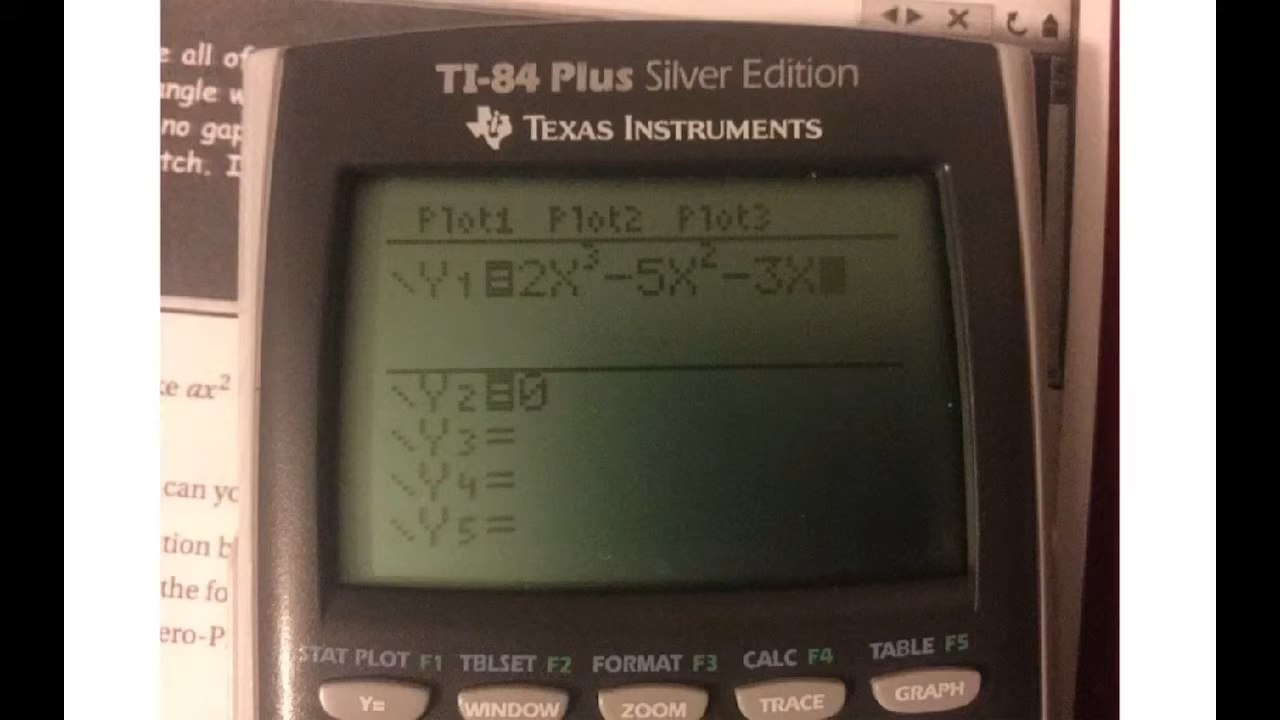 all of
angle w
no gap
TI-84 Plus Silver Edition
TEXAS INSTRUMENTS
Plot1 Plot2 Plot3
\Y₁=2X³-5X²-3X
\Y₂=0
\Y₃=
\Y₄=
\Y₅=
ax²
can yo
tion b
the fo
ero-P
STAT PLOT F1 TBLSET F2 FORMAT F3 CALC F4 TABLE F5
Y= WINDOW ZOOM TRACE GRAPH